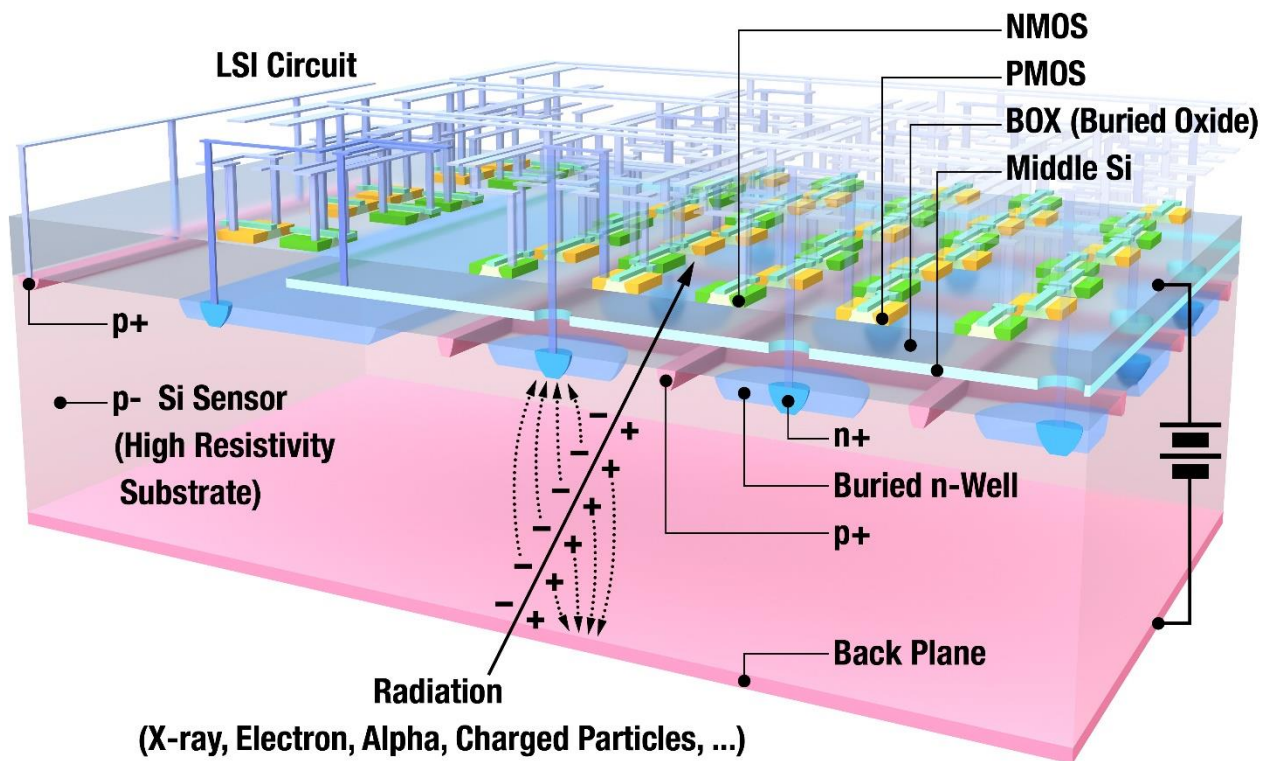 LSI Circuit
NMOS
PMOS
BOX (Buried Oxide)
Middle Si
p+
p- Si Sensor
(High Resistivity
Substrate)
n+
Buried n-Well
p+
Back Plane
Radiation
(X-ray, Electron, Alpha, Charged Particles, ...)